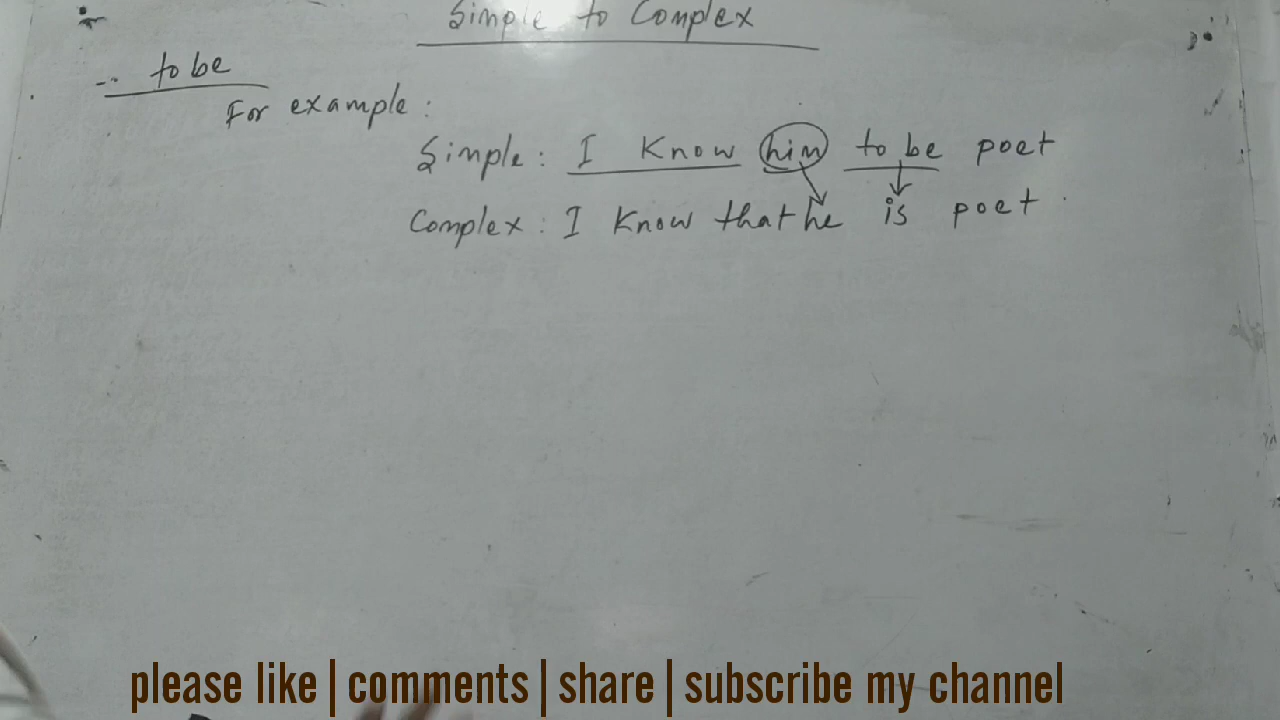 Simple to Complex
to be
For example :
Simple : I Know him to be poet
Complex : I Know that he is poet
please like | comments | share | subscribe my channel